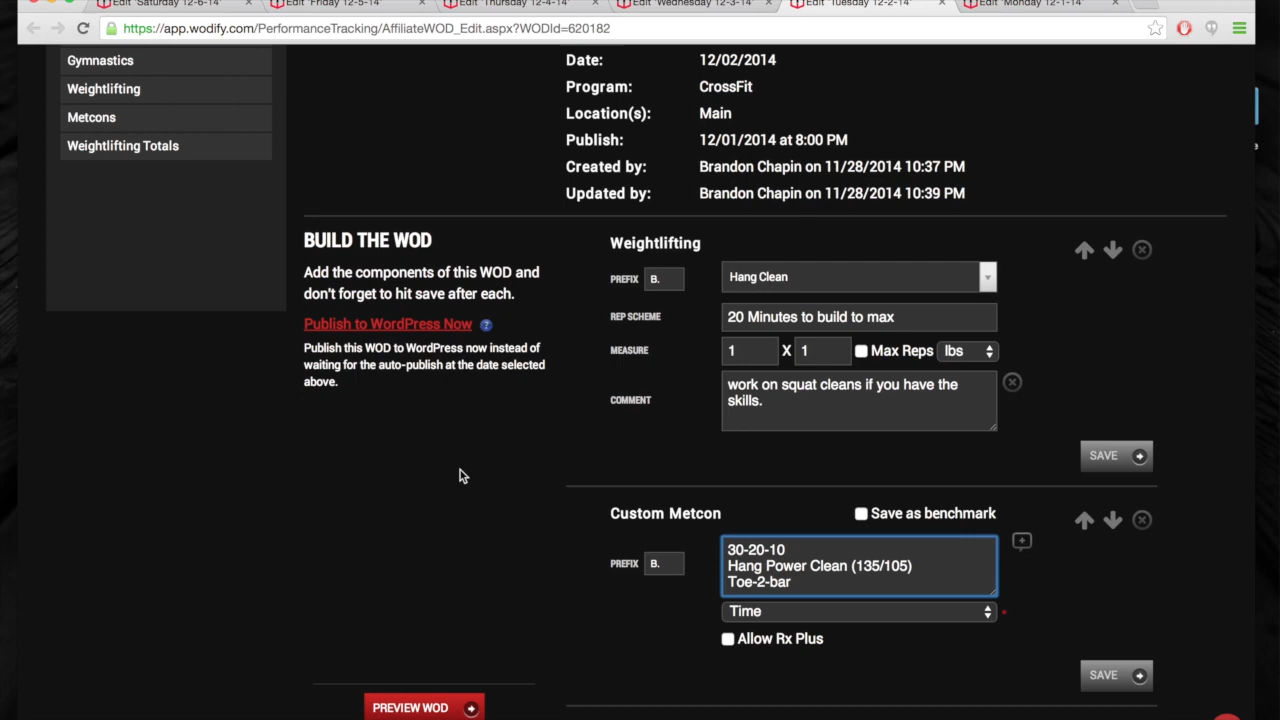 Edit 'Saturday 12-6-14' ×
Edit 'Friday 12-5-14' ×
Edit 'Thursday 12-4-14' ×
Edit 'Wednesday 12-3-14' ×
Edit 'Tuesday 12-2-14' ×
Edit 'Monday 12-1-14' ×
https://app.wodify.com/PerformanceTracking/AffiliateWOD_Edit.aspx?WODId=620182
Gymnastics
Weightlifting
Metcons
Weightlifting Totals
Date: 12/02/2014
Program: CrossFit
Location(s): Main
Publish: 12/01/2014 at 8:00 PM
Created by: Brandon Chapin on 11/28/2014 10:37 PM
Updated by: Brandon Chapin on 11/28/2014 10:39 PM
BUILD THE WOD
Add the components of this WOD and
don't forget to hit save after each.
Publish to WordPress Now ?
Publish this WOD to WordPress now instead of
waiting for the auto-publish at the date selected
above.
PREVIEW WOD
Weightlifting
PREFIX B. Hang Clean
REP SCHEME 20 Minutes to build to max
MEASURE 1 X 1 Max Reps lbs
COMMENT work on squat cleans if you have the
skills.
SAVE
Custom Metcon Save as benchmark
PREFIX B. 30-20-10
Hang Power Clean (135/105)
Toe-2-bar
Time *
Allow Rx Plus
SAVE